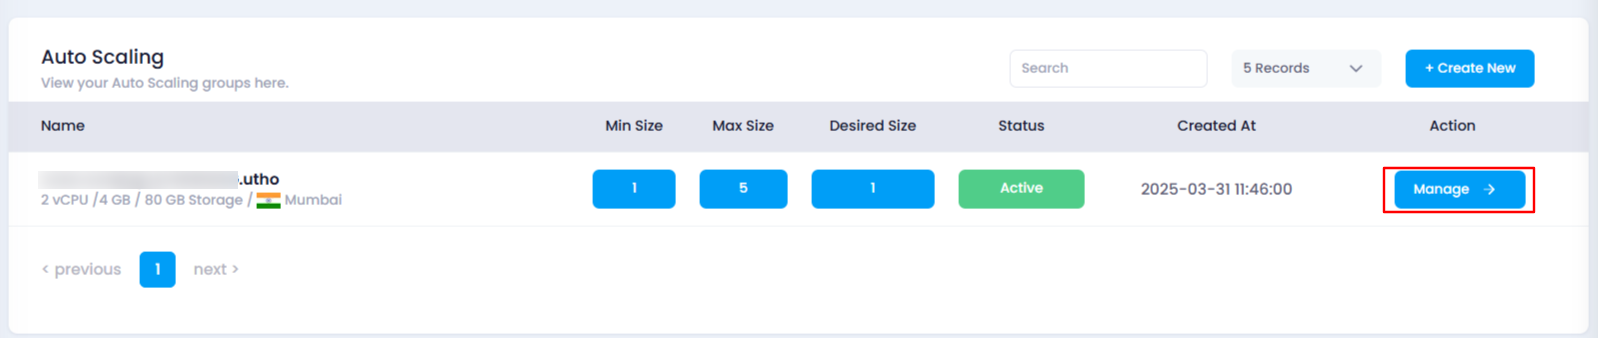 Auto Scaling
View your Auto Scaling groups here.
Search
5 Records
+ Create New
Name Min Size Max Size Desired Size Status Created At Action
.utho
2 vCPU /4 GB / 80 GB Storage / Mumbai
1 5 1 Active 2025-03-31 11:46:00 Manage →
< previous 1 next >